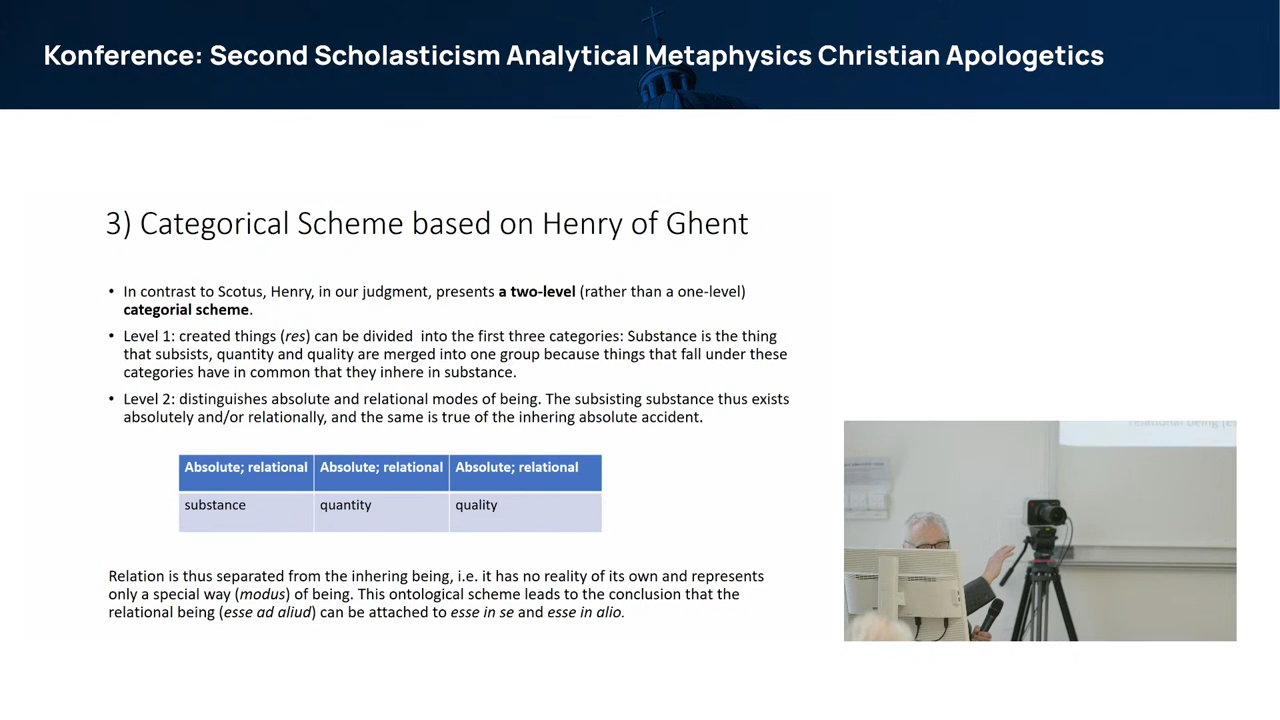 Konference: Second Scholasticism Analytical Metaphysics Christian Apologetics
3) Categorical Scheme based on Henry of Ghent
• In contrast to Scotus, Henry, in our judgment, presents a two-level (rather than a one-level)
categorial scheme.
• Level 1: created things (res) can be divided into the first three categories: Substance is the thing
that subsists, quantity and quality are merged into one group because things that fall under these
categories have in common that they inhere in substance.
• Level 2: distinguishes absolute and relational modes of being. The subsisting substance thus exists
absolutely and/or relationally, and the same is true of the inhering absolute accident.
Absolute; relational Absolute; relational Absolute; relational
substance quantity quality
Relation is thus separated from the inhering being, i.e. it has no reality of its own and represents
only a special way (modus) of being. This ontological scheme leads to the conclusion that the
relational being (esse ad aliud) can be attached to esse in se and esse in alio.
relational being